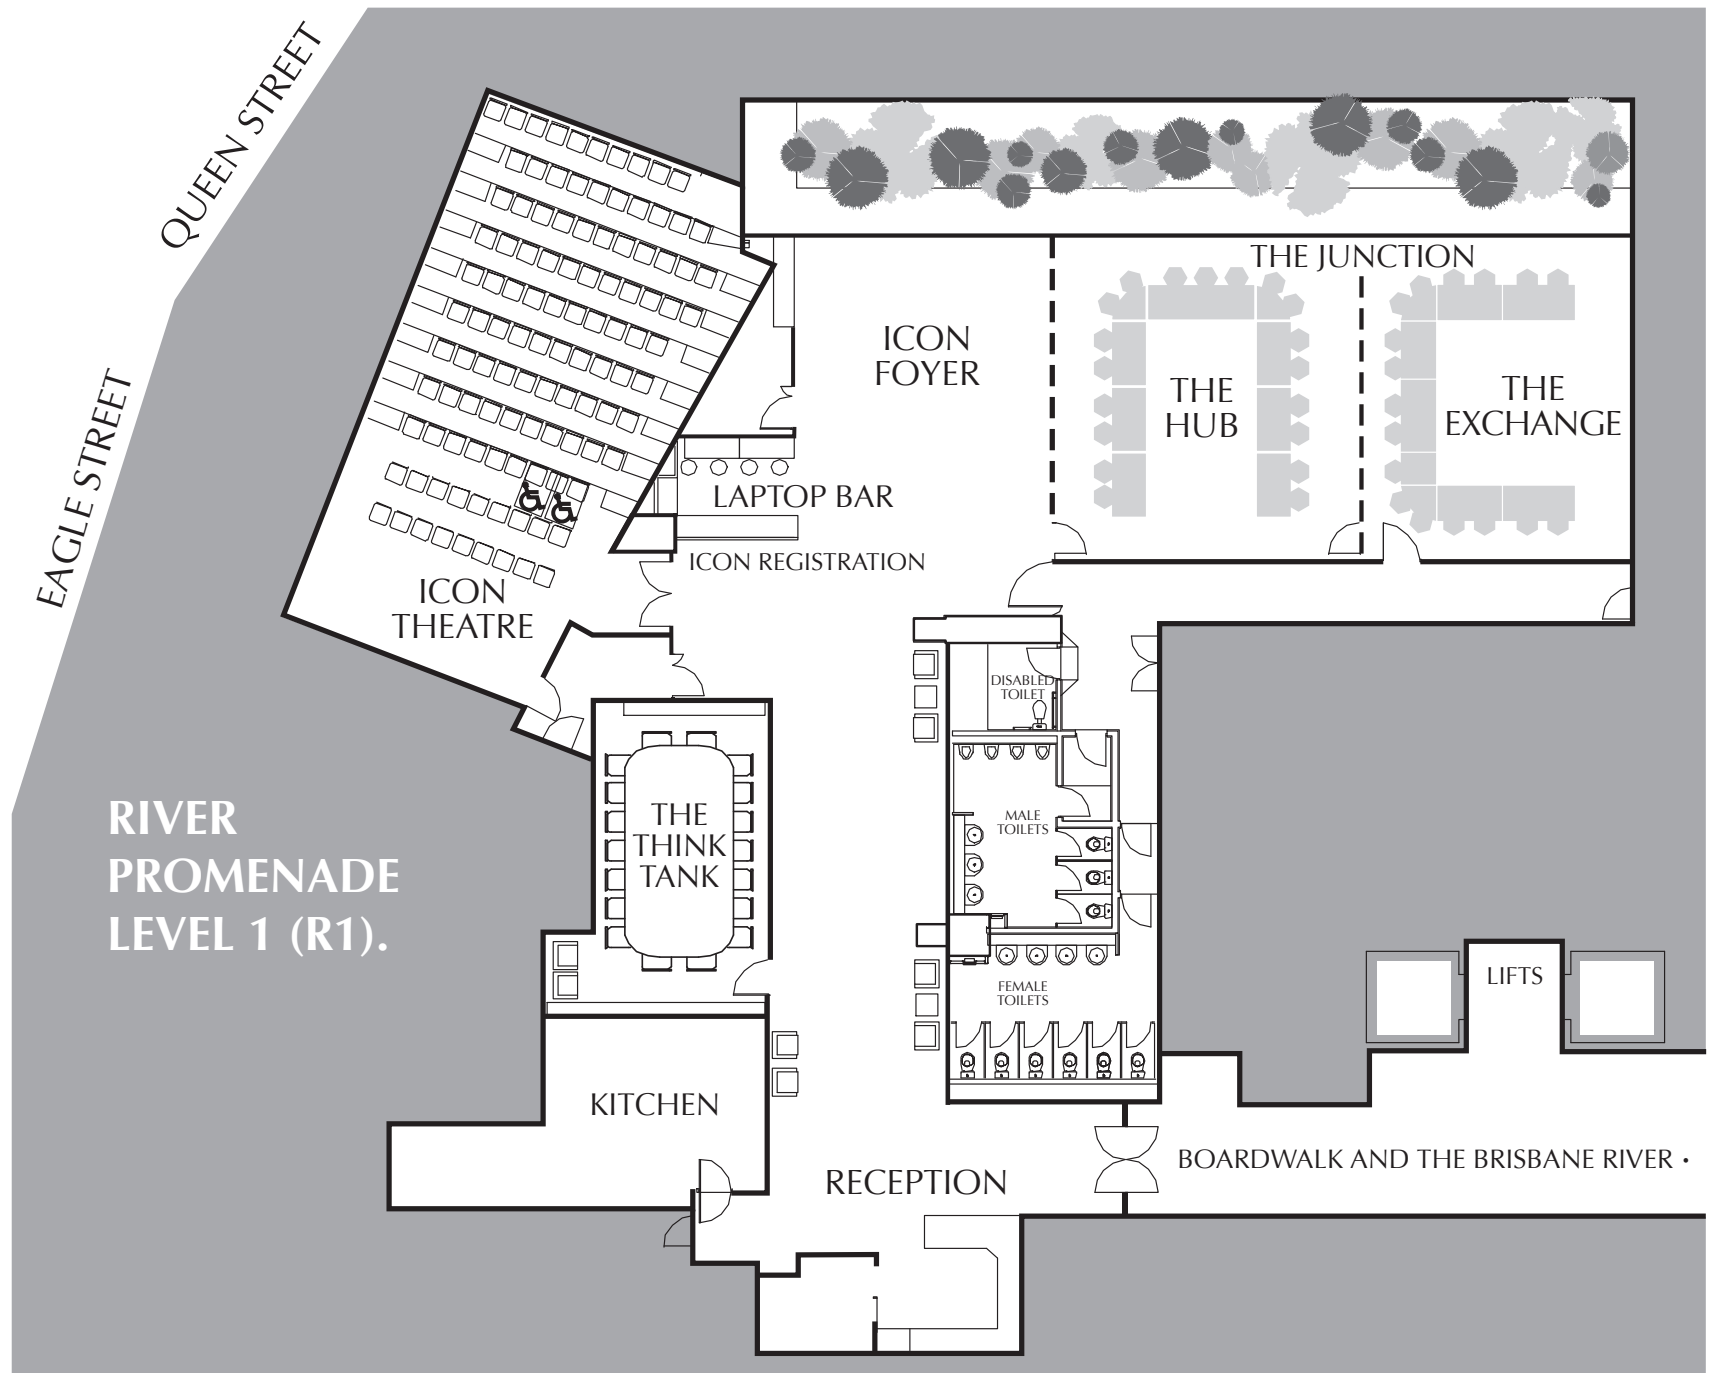 QUEEN STREET
EAGLE STREET
THE JUNCTION
ICON
FOYER
THE
HUB
THE
EXCHANGE
LAPTOP BAR
ICON REGISTRATION
ICON
THEATRE
DISABLED
TOILET
RIVER
PROMENADE
LEVEL 1 (R1).
THE
THINK
TANK
MALE
TOILETS
FEMALE
TOILETS
LIFTS
KITCHEN
RECEPTION
BOARDWALK AND THE BRISBANE RIVER •